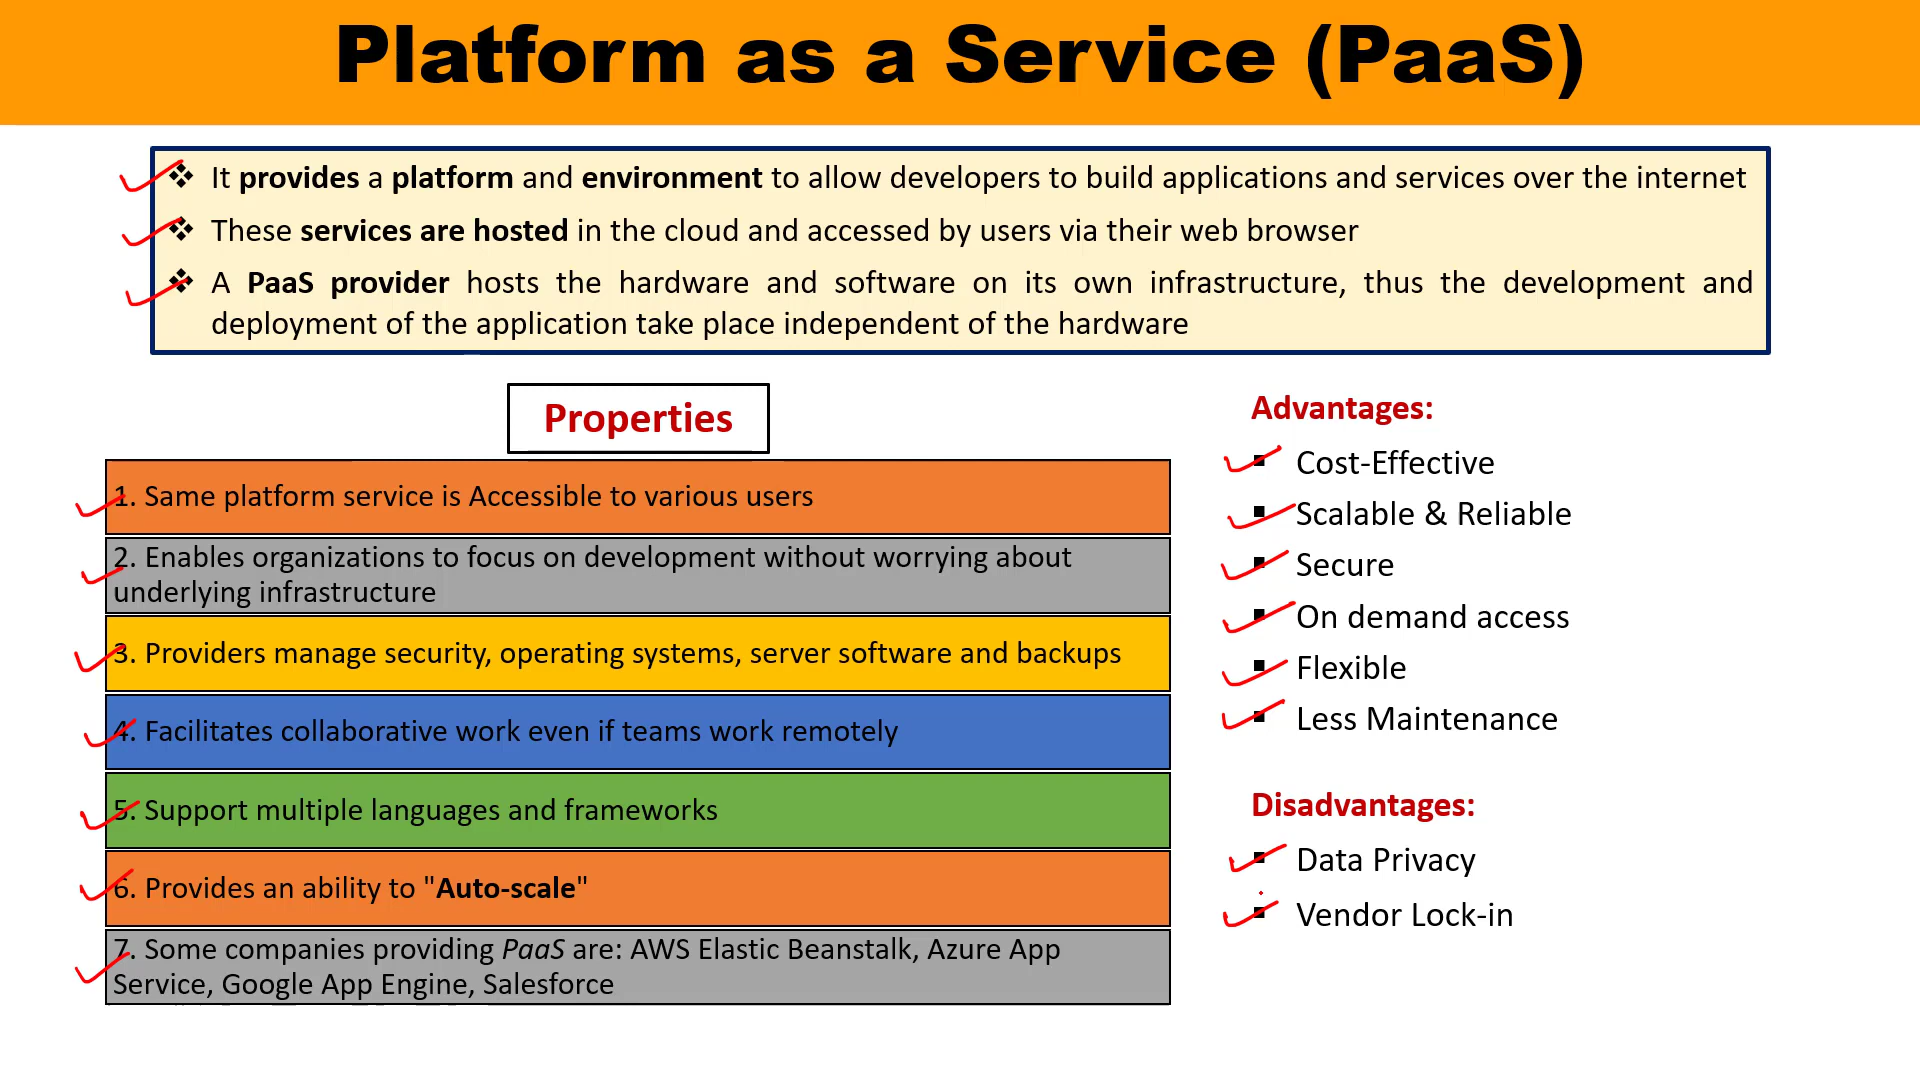 Platform as a Service (PaaS)
❖ It provides a platform and environment to allow developers to build applications and services over the internet
❖ These services are hosted in the cloud and accessed by users via their web browser
❖ A PaaS provider hosts the hardware and software on its own infrastructure, thus the development and
deployment of the application take place independent of the hardware
Properties
1. Same platform service is Accessible to various users
2. Enables organizations to focus on development without worrying about
underlying infrastructure
3. Providers manage security, operating systems, server software and backups
4. Facilitates collaborative work even if teams work remotely
5. Support multiple languages and frameworks
6. Provides an ability to "Auto-scale"
7. Some companies providing PaaS are: AWS Elastic Beanstalk, Azure App
Service, Google App Engine, Salesforce
Advantages:
▪ Cost-Effective
▪ Scalable & Reliable
▪ Secure
▪ On demand access
▪ Flexible
▪ Less Maintenance
Disadvantages:
▪ Data Privacy
▪ Vendor Lock-in